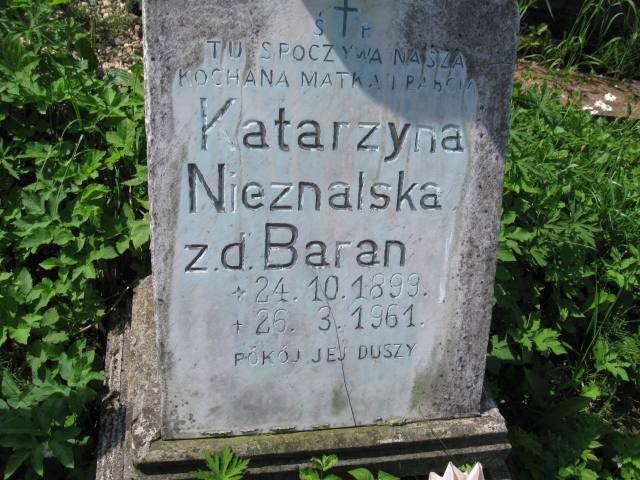 Ś † P
TU SPOCZYWA NASZA
KOCHANA MATKA I BABCIA
Katarzyna
Nieznalska
z.d. Baran
+ 24. 10. 1899.
+ 26. 3. 1961.
POKÓJ JEJ DUSZY